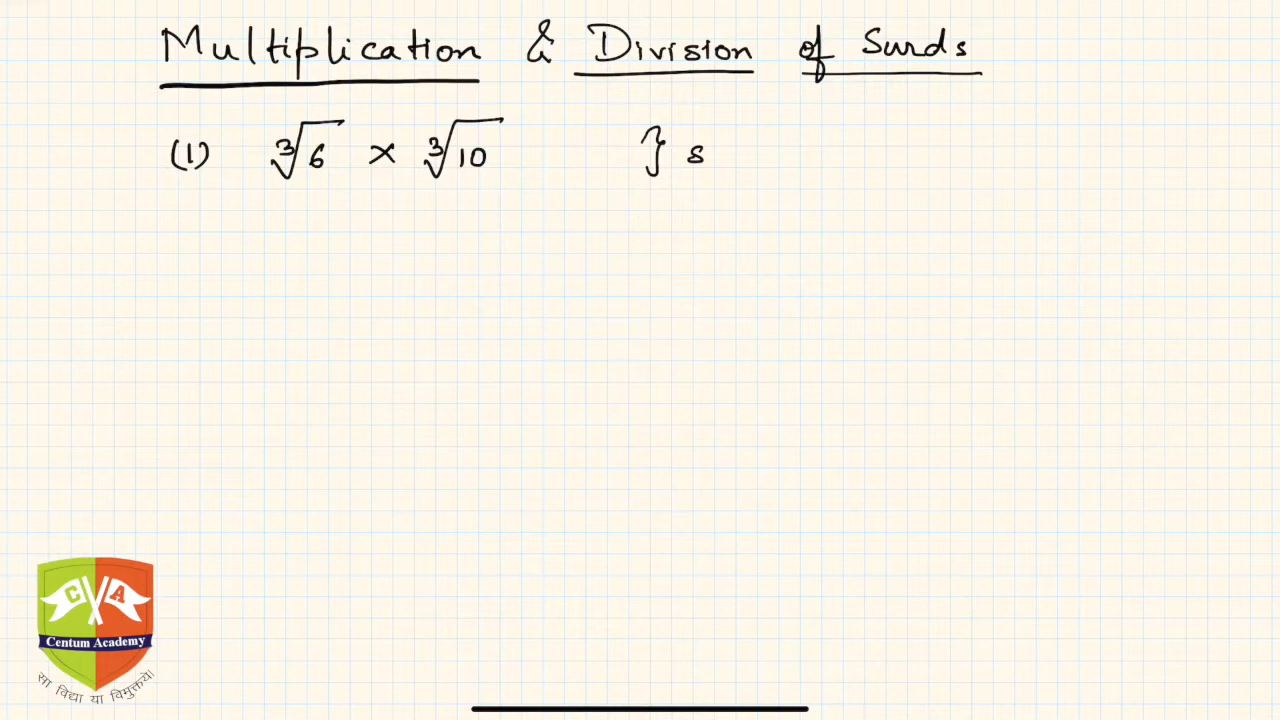 Multiplication & Division of Surds
(1) ∛6 × ∛10 } s
C A
Centum Academy
सा विद्या या विमुक्तये।